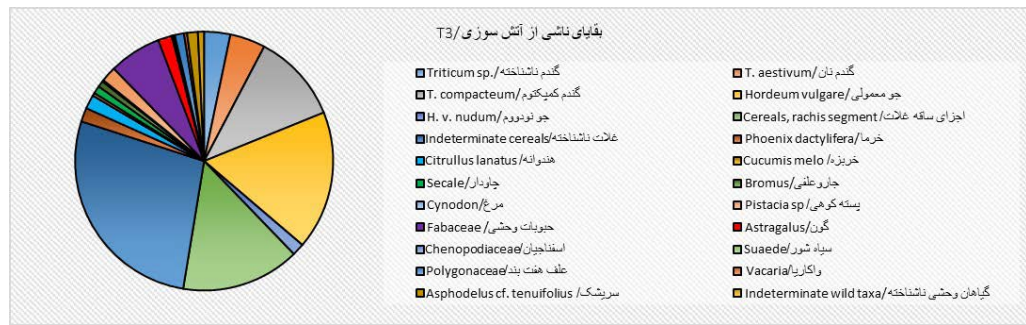 بقایای ناشی از آتش سوزی/T3
Triticum sp./گندم ناشناخته
T. aestivum/گندم نان
T. compacteum/گندم کمپکتوم
Hordeum vulgare/جو معمولی
H. v. nudum/جو نودووم
Cereals, rachis segment/اجزای ساقه غلات
Indeterminate cereals/غلات ناشناخته
Phoenix dactylifera/خرما
Citrullus lanatus/هندوانه
Cucumis melo/خربزه
Secale/چاودار
Bromus/جاروعلفی
Cynodon/مرغ
Pistacia sp/پسته کوهی
Fabaceae/حبوبات وحشی
Astragalus/گون
Chenopodiaceae/اسفناجیان
Suaede/سیاه شور
Polygonaceae/علف هفت بند
Vacaria/واکاریا
Asphodelus cf. tenuifolius/سریشک
Indeterminate wild taxa/گیاهان وحشی ناشناخته